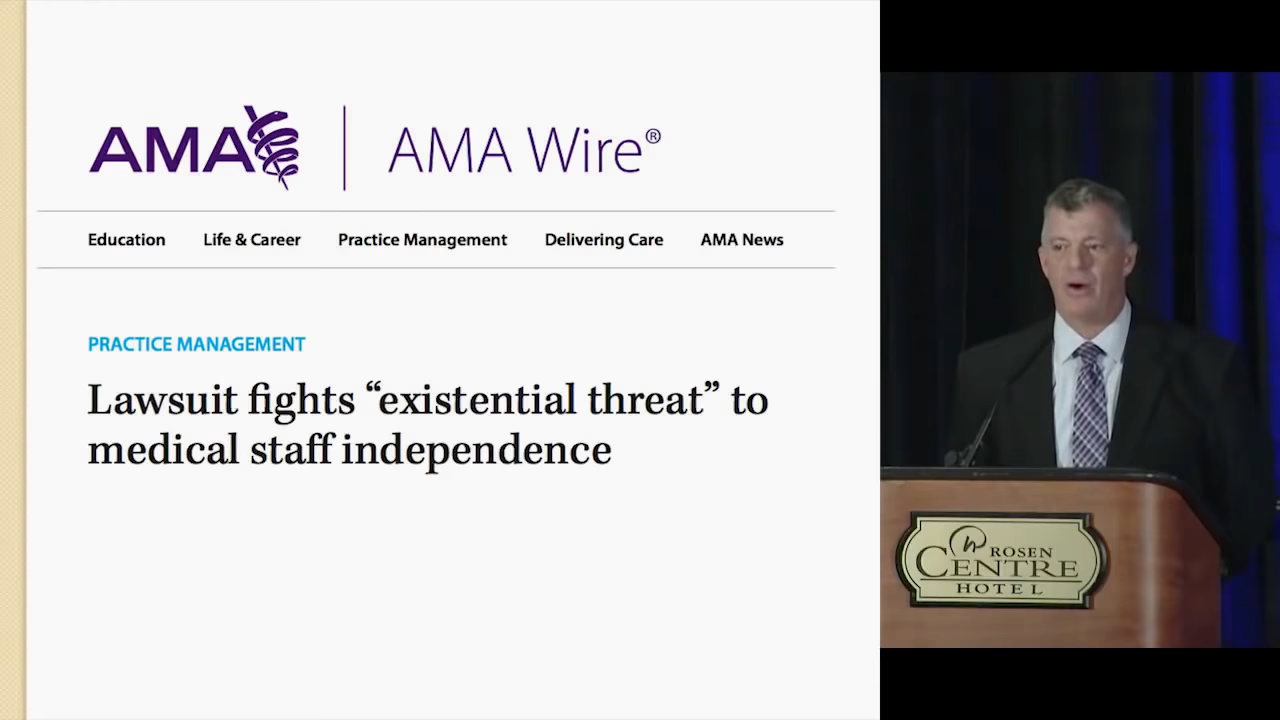 AMA | AMA Wire®
Education Life & Career Practice Management Delivering Care AMA News
PRACTICE MANAGEMENT
Lawsuit fights “existential threat” to
medical staff independence
ROSEN
CENTRE
HOTEL